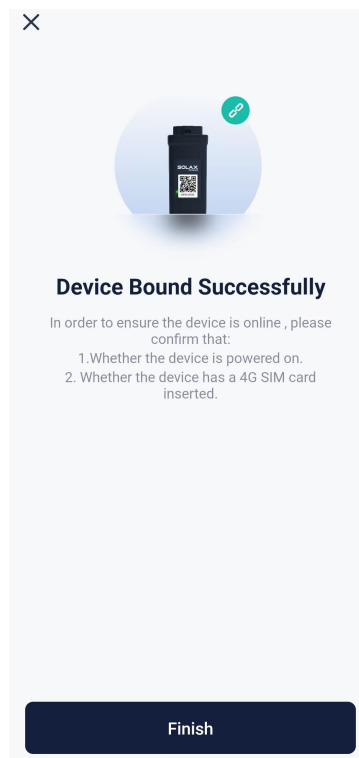 SOLAX
Device Bound Successfully
In order to ensure the device is online , please
confirm that:
1.Whether the device is powered on.
2. Whether the device has a 4G SIM card
inserted.
Finish